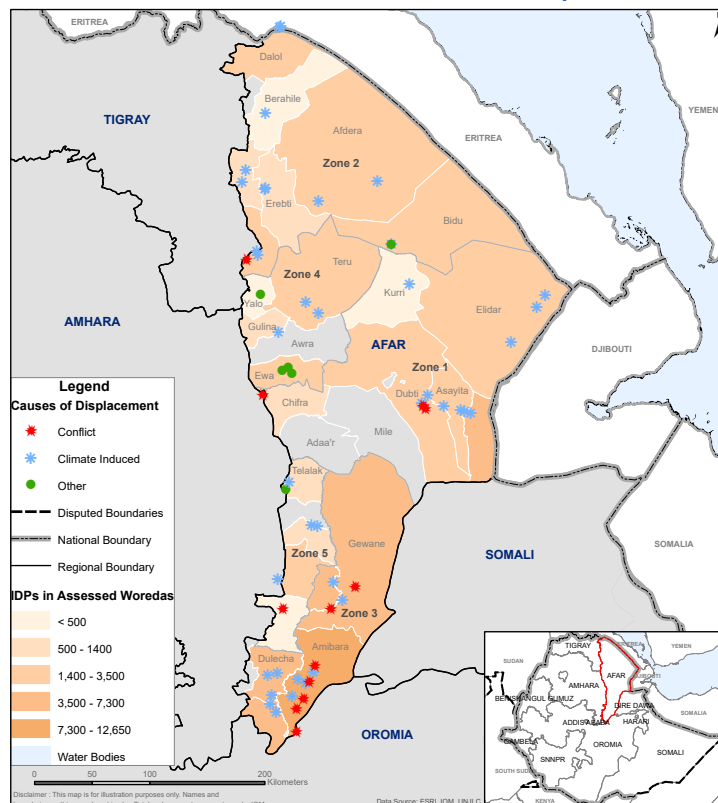 ERITREA
Dalol
Berahile
TIGRAY
YEMEN
Afdera
ERITREA
Zone 2
Erebti
Bidu
Teru
Zone 4
Kurri
Yalo
Elidar
Gulina
AMHARA
Awra
AFAR
DJIBOUTI
Ewa
Zone 1
Dubti
Asayita
Chifra
Mile
Adaa'r
Telalak
Gewane
SOMALI
SOMALIA
Zone 5
Zone 3
Amibara
Dulecha
OROMIA
Legend
Causes of Displacement
Conflict
Climate Induced
Other
Disputed Boundaries
National Boundary
Regional Boundary
IDPs in Assessed Woredas
< 500
500 - 1400
1,400 - 3,500
3,500 - 7,300
7,300 - 12,650
Water Bodies
0 100 200
Kilometers
Disclaimer : This map is for illustration purposes only. Names and
Data Source: ESRI, IOM, UNJLC
TIGRAY
ERITREA
YEMEN
SUDAN
AFAR
AMHARA
DJIBOUTI
BENISHANGUL GUMUZ
DIRE DAWA
SOMALIA
ADDIS ABABA
HARARI
GAMBELA
OROMIA
SNNPR
SOMALI
SOUTH SUDAN
KENYA